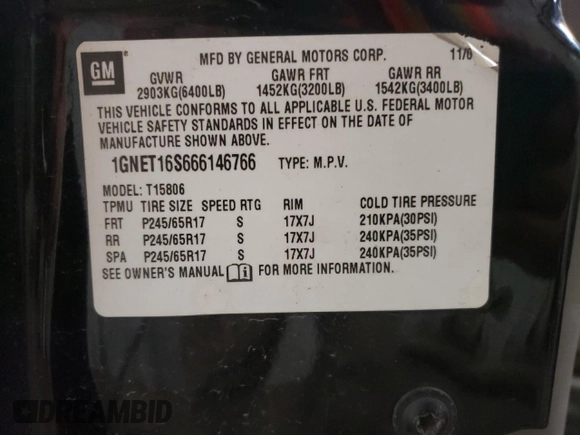 GM
MFD BY GENERAL MOTORS CORP. 11/0
GVWR GAWR FRT GAWR RR
2903KG(6400LB) 1452KG(3200LB) 1542KG(3400LB)
THIS VEHICLE CONFORMS TO ALL APPLICABLE U.S. FEDERAL MOTOR
VEHICLE SAFETY STANDARDS IN EFFECT ON THE DATE OF
MANUFACTURE SHOWN ABOVE.
1GNET16S666146766 TYPE: M.P.V.
MODEL: T15806
TPMU TIRE SIZE SPEED RTG RIM COLD TIRE PRESSURE
FRT P245/65R17 S 17X7J 210KPA(30PSI)
RR P245/65R17 S 17X7J 240KPA(35PSI)
SPA P245/65R17 S 17X7J 240KPA(35PSI)
SEE OWNER'S MANUAL FOR MORE INFORMATION.
DREAMBID